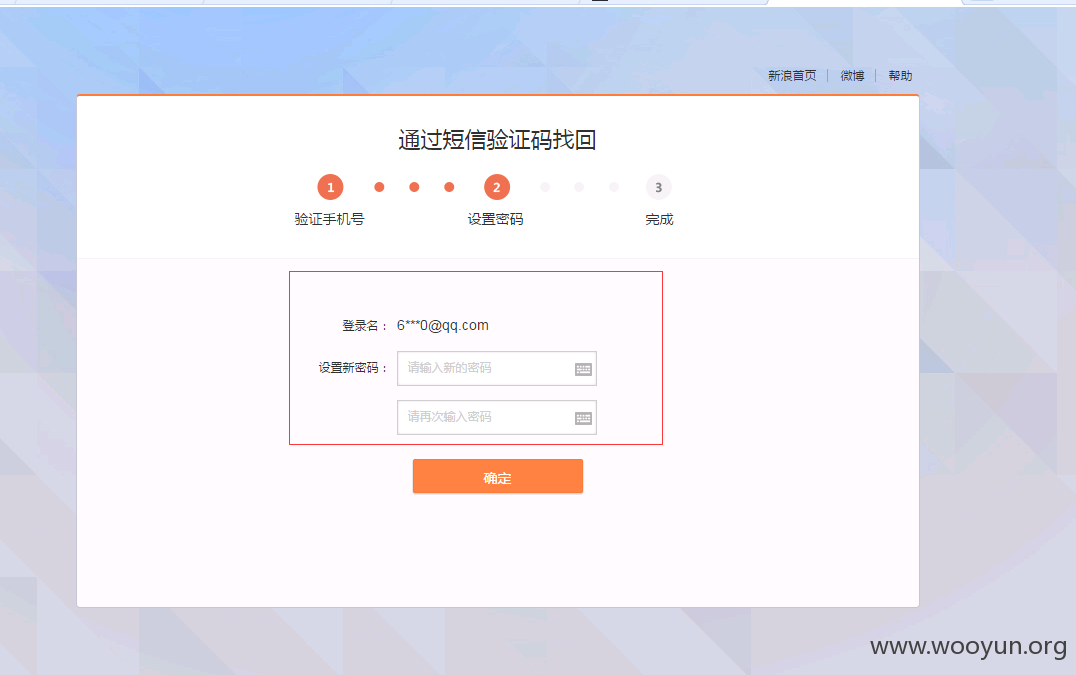 新浪首页 | 微博 | 帮助
通过短信验证码找回
1 2 3
验证手机号 设置密码 完成
登录名： 6***0@qq.com
设置新密码： 请输入新的密码
请再次输入密码
确定
www.wooyun.org